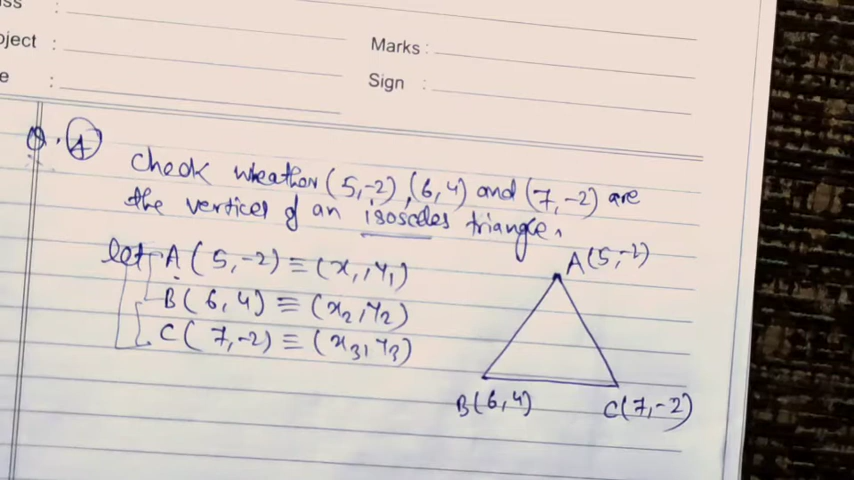 ss :
Marks :
oject :
Sign :
e :
Q. 4
Check wheather (5,-2), (6,4) and (7,-2) are
the vertices of an isosceles triangle.
let A (5,-2) ≡ (x₁, y₁)
B (6, 4) ≡ (x₂, y₂)
C (7,-2) ≡ (x₃, y₃)
A(5,-2)
B(6,4) C(7,-2)